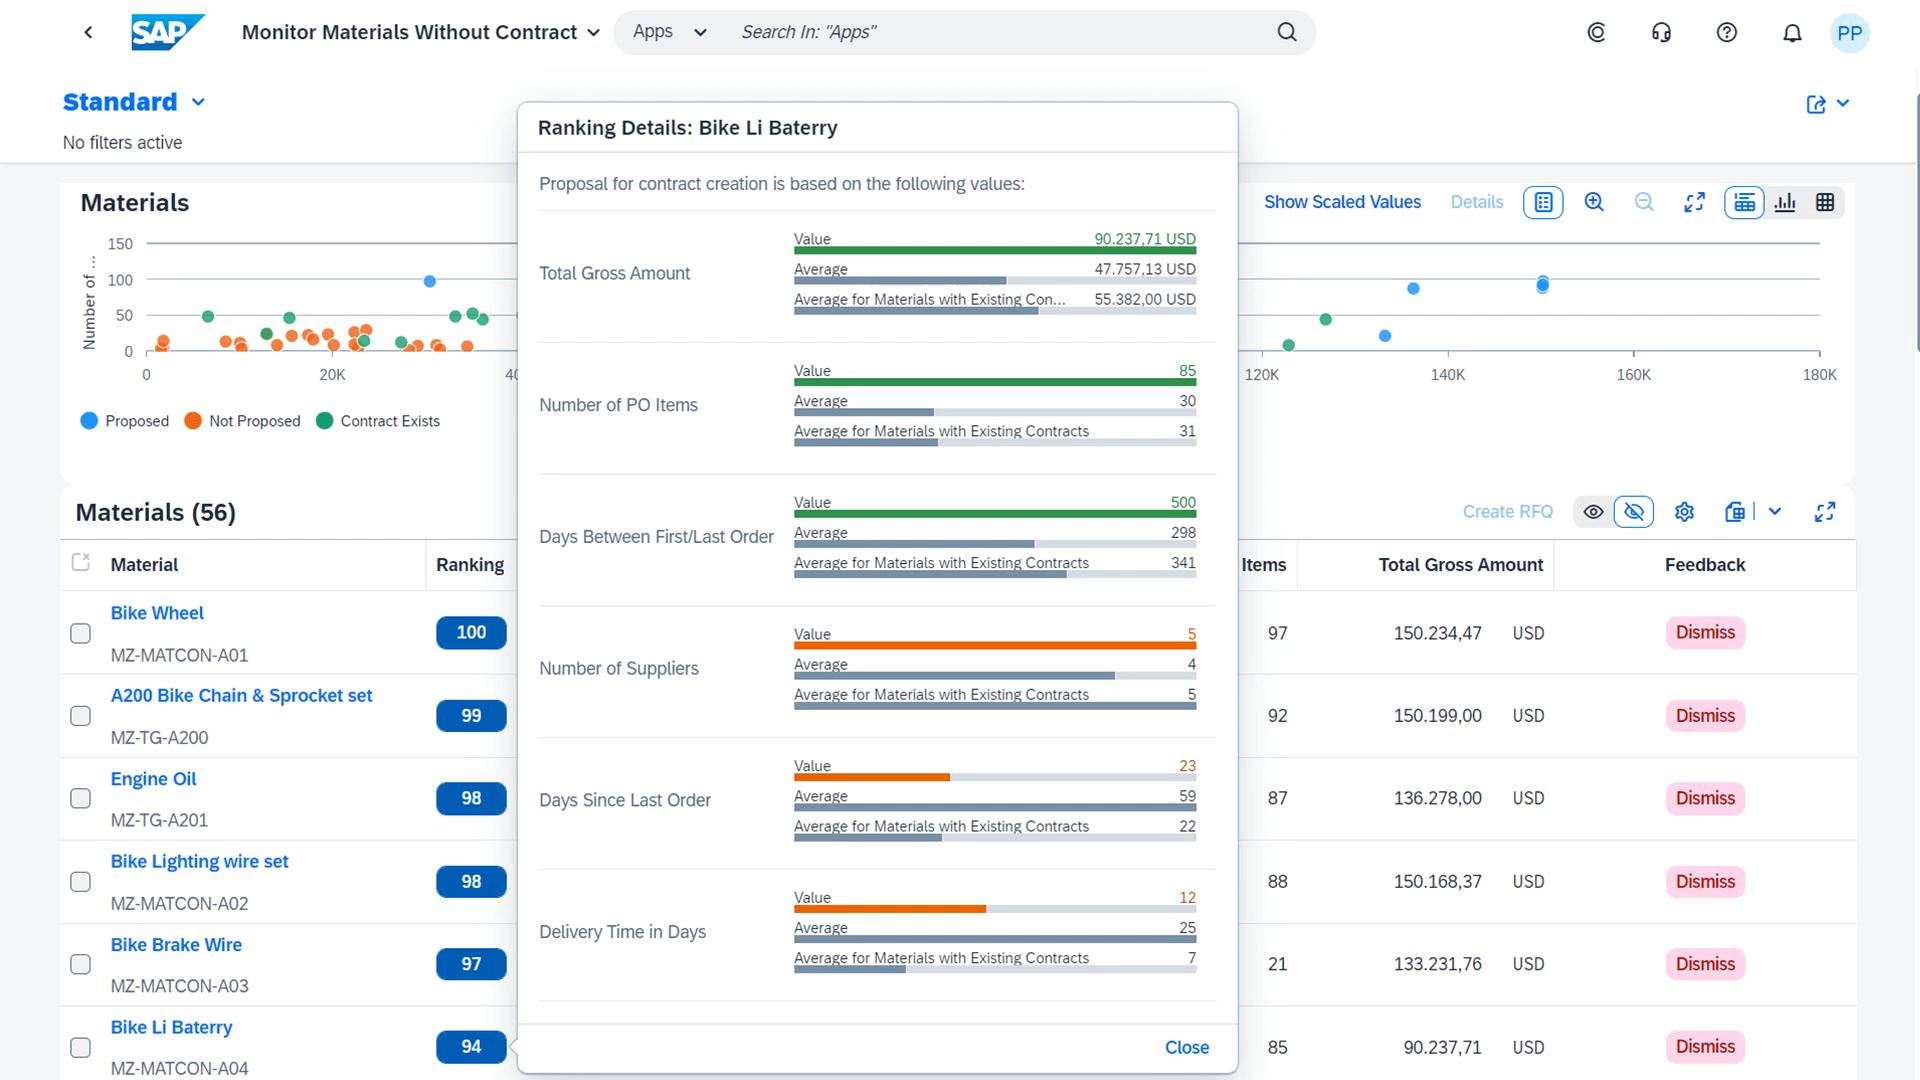 SAP
Monitor Materials Without Contract
Apps
Search In: "Apps"
PP
Standard
No filters active
Materials
Show Scaled Values
Details
Number of ...
150
100
50
0
0
20K
40
120K
140K
160K
180K
Proposed
Not Proposed
Contract Exists
Materials (56)
Create RFQ
Material
Ranking
Items
Total Gross Amount
Feedback
Bike Wheel
MZ-MATCON-A01
100
97
150.234,47 USD
Dismiss
A200 Bike Chain & Sprocket set
MZ-TG-A200
99
92
150.199,00 USD
Dismiss
Engine Oil
MZ-TG-A201
98
87
136.278,00 USD
Dismiss
Bike Lighting wire set
MZ-MATCON-A02
98
88
150.168,37 USD
Dismiss
Bike Brake Wire
MZ-MATCON-A03
97
21
133.231,76 USD
Dismiss
Bike Li Baterry
MZ-MATCON-A04
94
85
90.237,71 USD
Dismiss
Ranking Details: Bike Li Baterry
Proposal for contract creation is based on the following values:
Total Gross Amount
Value 90.237,71 USD
Average 47.757,13 USD
Average for Materials with Existing Con... 55.382,00 USD
Number of PO Items
Value 85
Average 30
Average for Materials with Existing Contracts 31
Days Between First/Last Order
Value 500
Average 298
Average for Materials with Existing Contracts 341
Number of Suppliers
Value 5
Average 4
Average for Materials with Existing Contracts 5
Days Since Last Order
Value 23
Average 59
Average for Materials with Existing Contracts 22
Delivery Time in Days
Value 12
Average 25
Average for Materials with Existing Contracts 7
Close